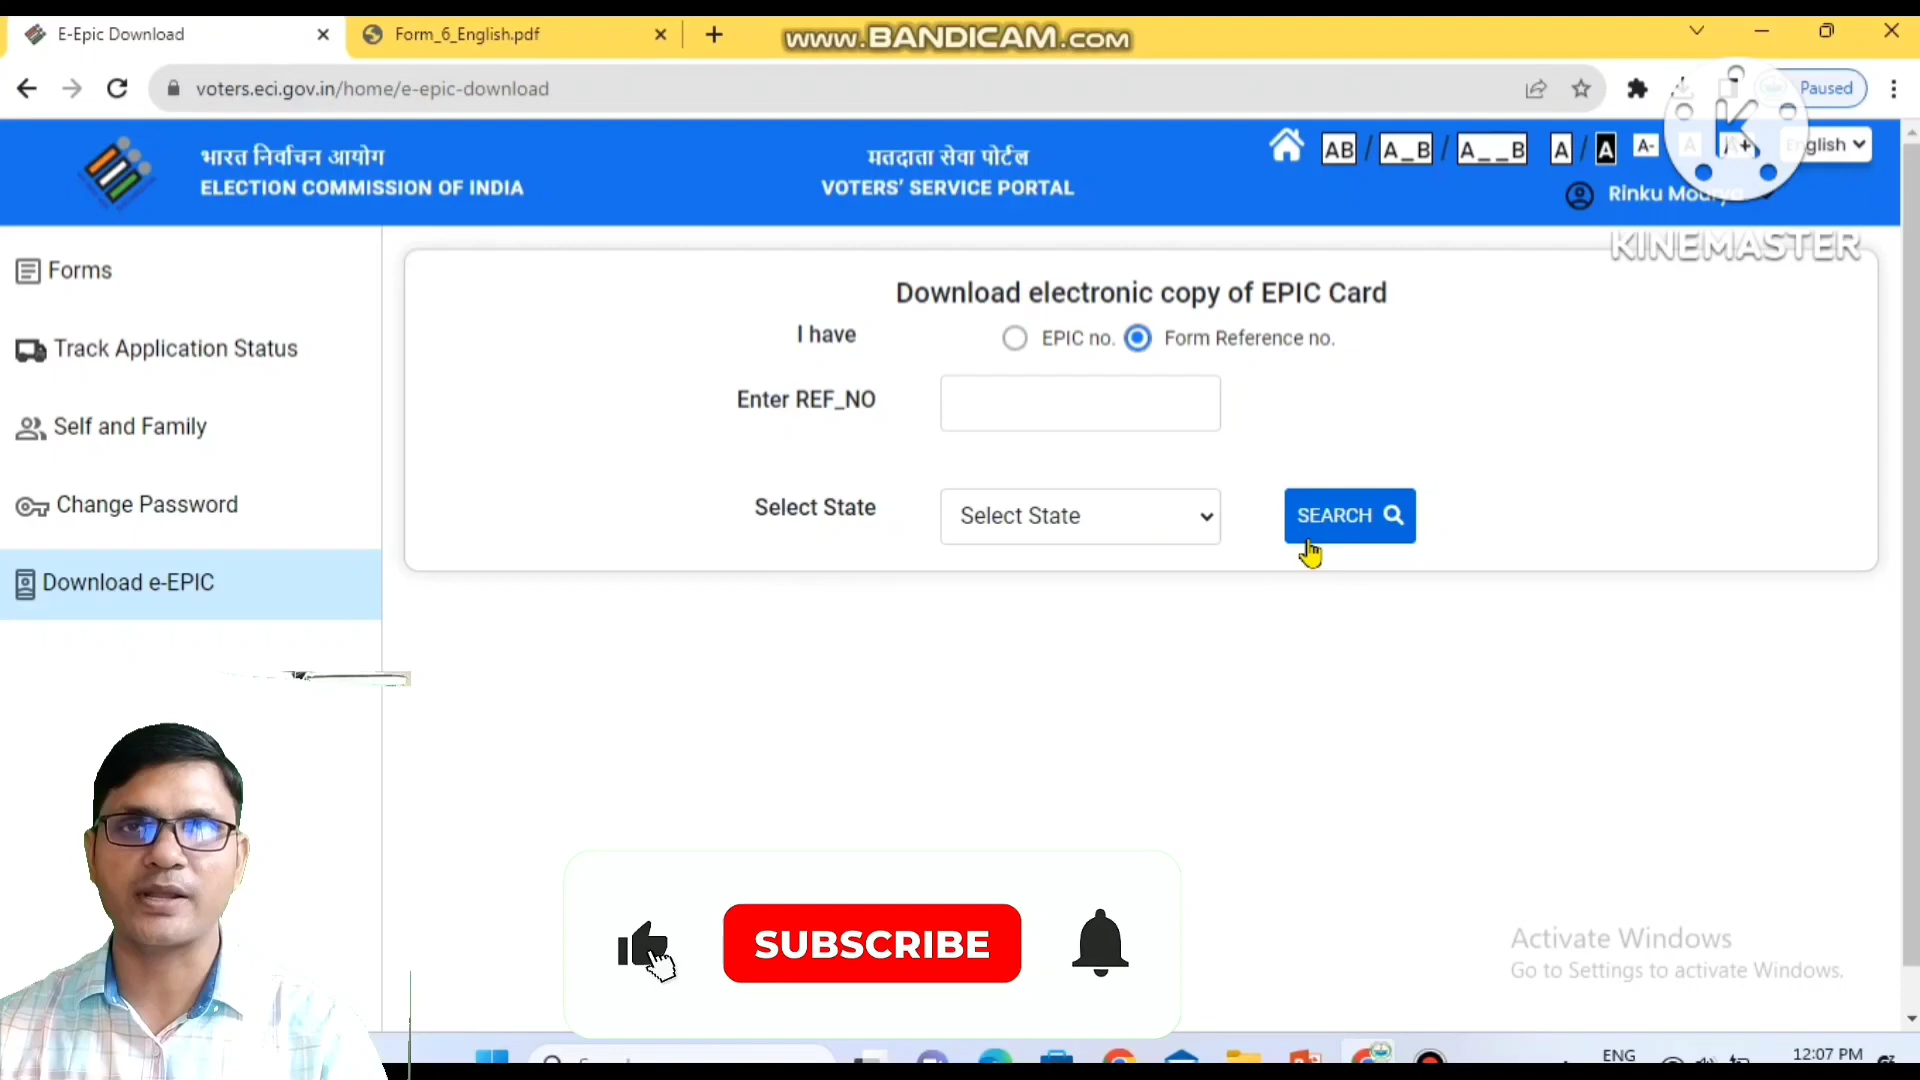 E-Epic Download
Form_6_English.pdf
www.BANDICAM.com
voters.eci.gov.in/home/e-epic-download
Paused
भारत निर्वाचन आयोग
ELECTION COMMISSION OF INDIA
मतदाता सेवा पोर्टल
VOTERS' SERVICE PORTAL
AB / A_B / A__B A / A A- A A+ English
Rinku Mourya
KINEMASTER
Forms
Track Application Status
Self and Family
Change Password
Download e-EPIC
Download electronic copy of EPIC Card
I have
EPIC no.
Form Reference no.
Enter REF_NO
Select State
Select State
SEARCH
SUBSCRIBE
Activate Windows
Go to Settings to activate Windows.
ENG
12:07 PM